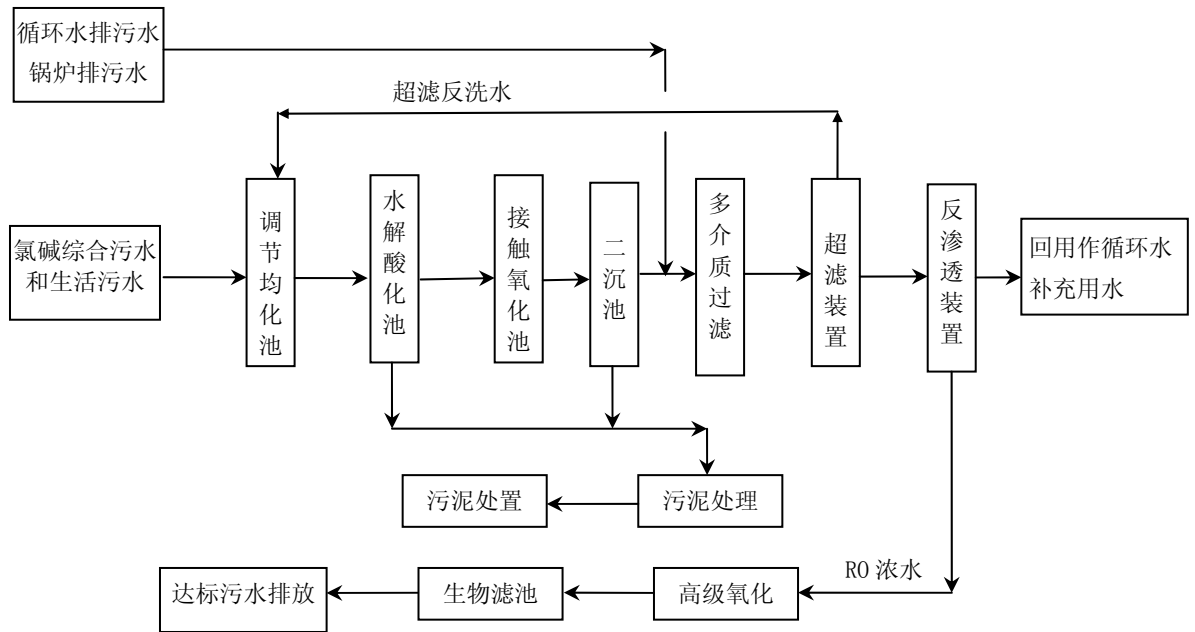 循环水排污水
锅炉排污水
超滤反洗水
氯碱综合污水
和生活污水
调节均化池
水解酸化池
接触氧化池
二沉池
多介质过滤
超滤装置
反渗透装置
回用作循环水
补充用水
污泥处置
污泥处理
RO 浓水
达标污水排放
生物滤池
高级氧化